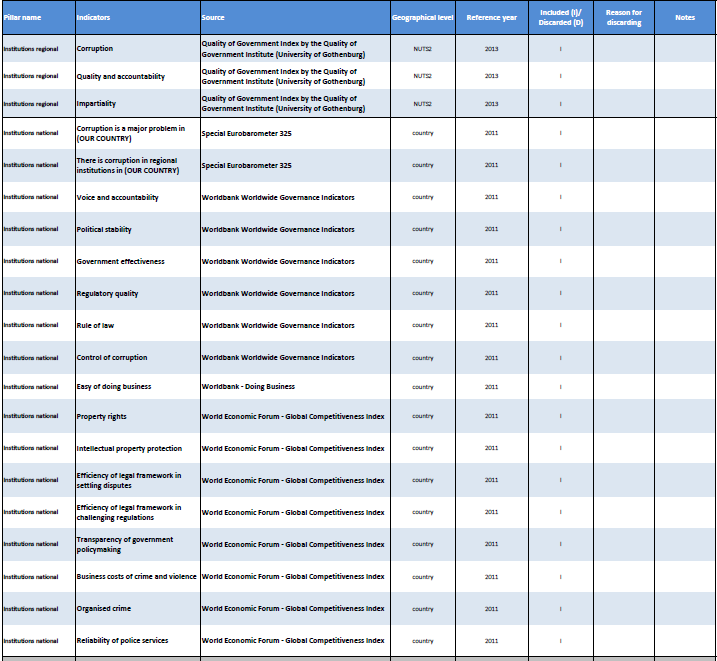 Pillar name Indicators Source Geographical level Reference year Included (I)/ Discarded (D) Reason for discarding Notes
Institutions regional Corruption Quality of Government Index by the Quality of Government Institute (University of Gothenburg) NUTS2 2013 I
Institutions regional Quality and accountability Quality of Government Index by the Quality of Government Institute (University of Gothenburg) NUTS2 2013 I
Institutions regional Impartiality Quality of Government Index by the Quality of Government Institute (University of Gothenburg) NUTS2 2013 I
Institutions national Corruption is a major problem in (OUR COUNTRY) Special Eurobarometer 325 country 2011 I
Institutions national There is corruption in regional institutions in (OUR COUNTRY) Special Eurobarometer 325 country 2011 I
Institutions national Voice and accountability Worldbank Worldwide Governance Indicators country 2011 I
Institutions national Political stability Worldbank Worldwide Governance Indicators country 2011 I
Institutions national Government effectiveness Worldbank Worldwide Governance Indicators country 2011 I
Institutions national Regulatory quality Worldbank Worldwide Governance Indicators country 2011 I
Institutions national Rule of law Worldbank Worldwide Governance Indicators country 2011 I
Institutions national Control of corruption Worldbank Worldwide Governance Indicators country 2011 I
Institutions national Easy of doing business Worldbank - Doing Business country 2011 I
Institutions national Property rights World Economic Forum - Global Competitiveness Index country 2011 I
Institutions national Intellectual property protection World Economic Forum - Global Competitiveness Index country 2011 I
Institutions national Efficiency of legal framework in settling disputes World Economic Forum - Global Competitiveness Index country 2011 I
Institutions national Efficiency of legal framework in challenging regulations World Economic Forum - Global Competitiveness Index country 2011 I
Institutions national Transparency of government policymaking World Economic Forum - Global Competitiveness Index country 2011 I
Institutions national Business costs of crime and violence World Economic Forum - Global Competitiveness Index country 2011 I
Institutions national Organised crime World Economic Forum - Global Competitiveness Index country 2011 I
Institutions national Reliability of police services World Economic Forum - Global Competitiveness Index country 2011 I